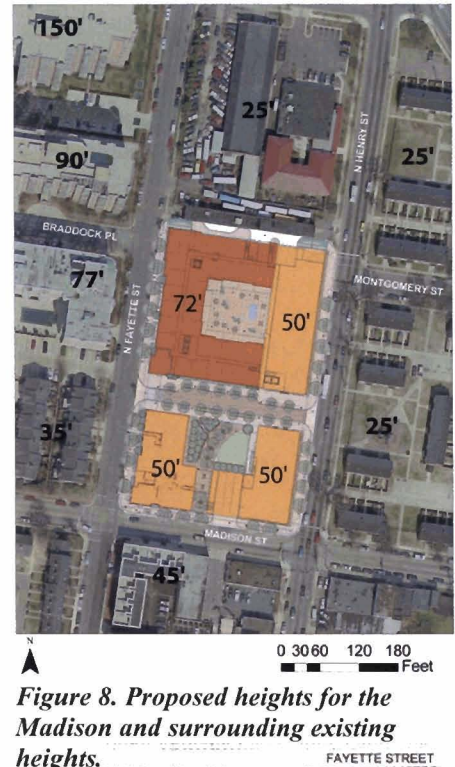 150'
25'
N HENRY ST
90'
25'
BRADDOCK PL
77'
N FAYETTE ST
72'
50'
MONTGOMERY ST
35'
25'
50'
50'
MADISON ST
45'
N
0 30 60 120 180
Feet
Figure 8. Proposed heights for the
Madison and surrounding existing
heights.
FAYETTE STREET